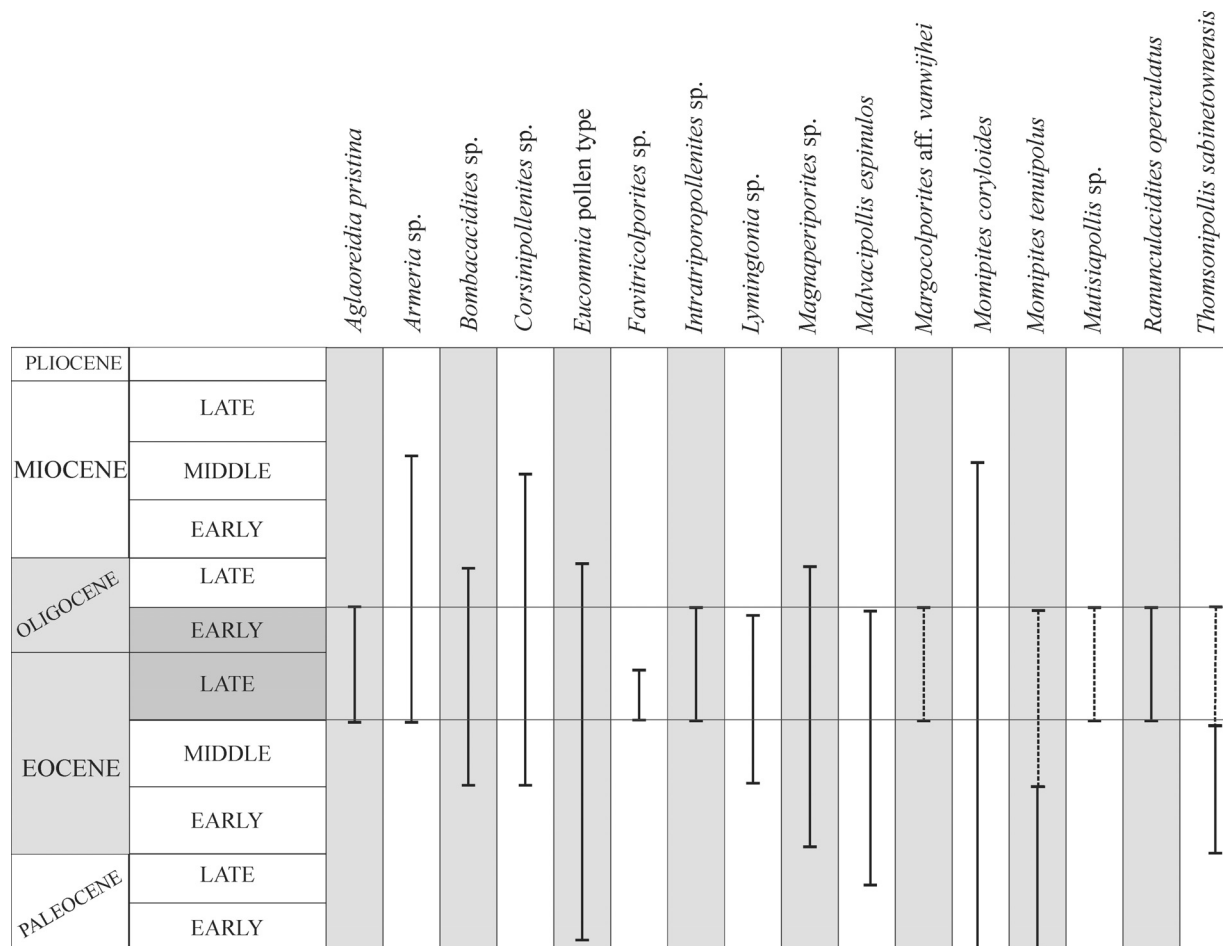 Aglaoreidia pristina
Armeria sp.
Bombacacidites sp.
Corsinipollenites sp.
Eucommia pollen type
Favitricolporites sp.
Intratriporopollenites sp.
Lymingtonia sp.
Magnaperiporites sp.
Malvacipollis espinulos
Margocolporites aff. vanwijhei
Momipites coryloides
Momipites tenuipolus
Mutisiapollis sp.
Ranunculacidites operculatus
Thomsonipollis sabinetownensis
PLIOCENE
MIOCENE
LATE
MIDDLE
EARLY
OLIGOCENE
LATE
EARLY
EOCENE
LATE
MIDDLE
EARLY
PALEOCENE
LATE
EARLY